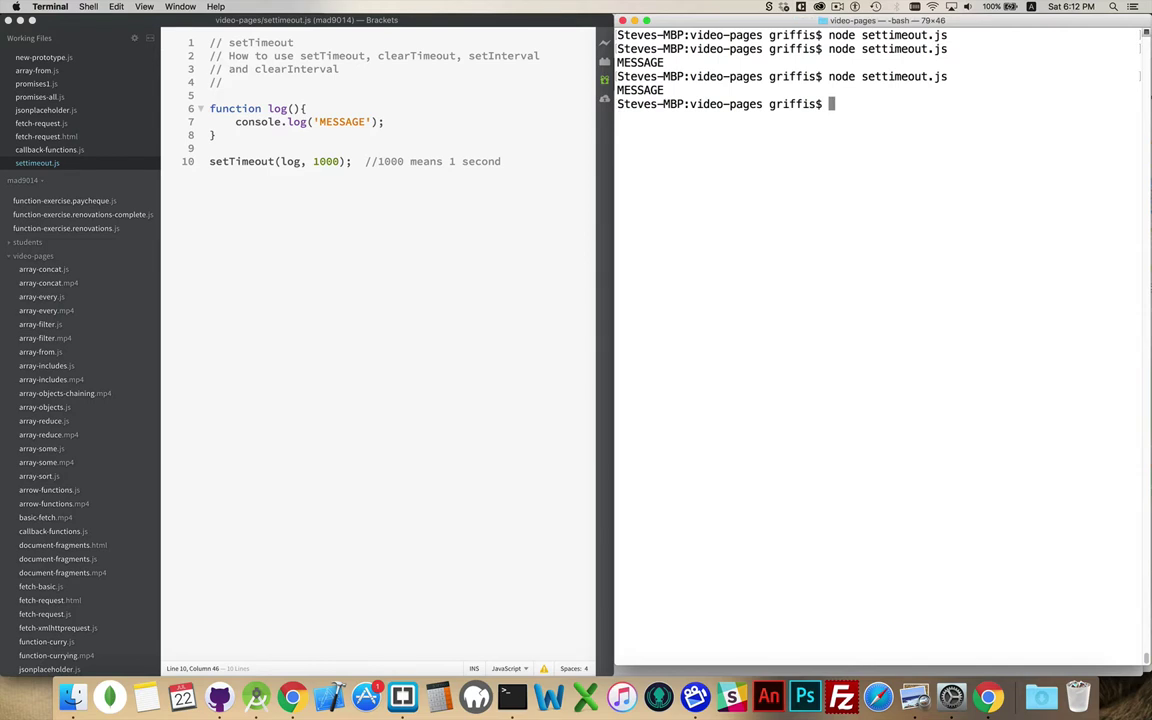 Terminal Shell Edit View Window Help
100% Sat 6:12 PM
video-pages/settimeout.js (mad9014) — Brackets
Working Files
new-prototype.js
array-from.js
promises1.js
promises-all.js
jsonplaceholder.js
fetch-request.js
fetch-request.html
callback-functions.js
settimeout.js
mad9014
function-exercise.paycheque.js
function-exercise.renovations-complete.js
function-exercise.renovations.js
students
video-pages
array-concat.js
array-concat.mp4
array-every.js
array-every.mp4
array-filter.js
array-filter.mp4
array-from.js
array-includes.js
array-includes.mp4
array-objects-chaining.mp4
array-objects.js
array-reduce.js
array-reduce.mp4
array-some.js
array-some.mp4
array-sort.js
arrow-functions.js
arrow-functions.mp4
basic-fetch.mp4
callback-functions.js
document-fragments.html
document-fragments.js
document-fragments.mp4
fetch-basic.js
fetch-request.html
fetch-request.js
fetch-xmlhttprequest.js
function-curry.js
function-currying.mp4
jsonplaceholder.js
1 // setTimeout
2 // How to use setTimeout, clearTimeout, setInterval
3 // and clearInterval
4 //
5
6 function log(){
7 console.log('MESSAGE');
8 }
9
10 setTimeout(log, 1000); //1000 means 1 second
Line 10, Column 46 — 10 Lines
INS JavaScript Spaces: 4
video-pages — -bash — 79×46
Steves-MBP:video-pages griffis$ node settimeout.js
Steves-MBP:video-pages griffis$ node settimeout.js
MESSAGE
Steves-MBP:video-pages griffis$ node settimeout.js
MESSAGE
Steves-MBP:video-pages griffis$
JUL
22
1
An
Ps
Fz